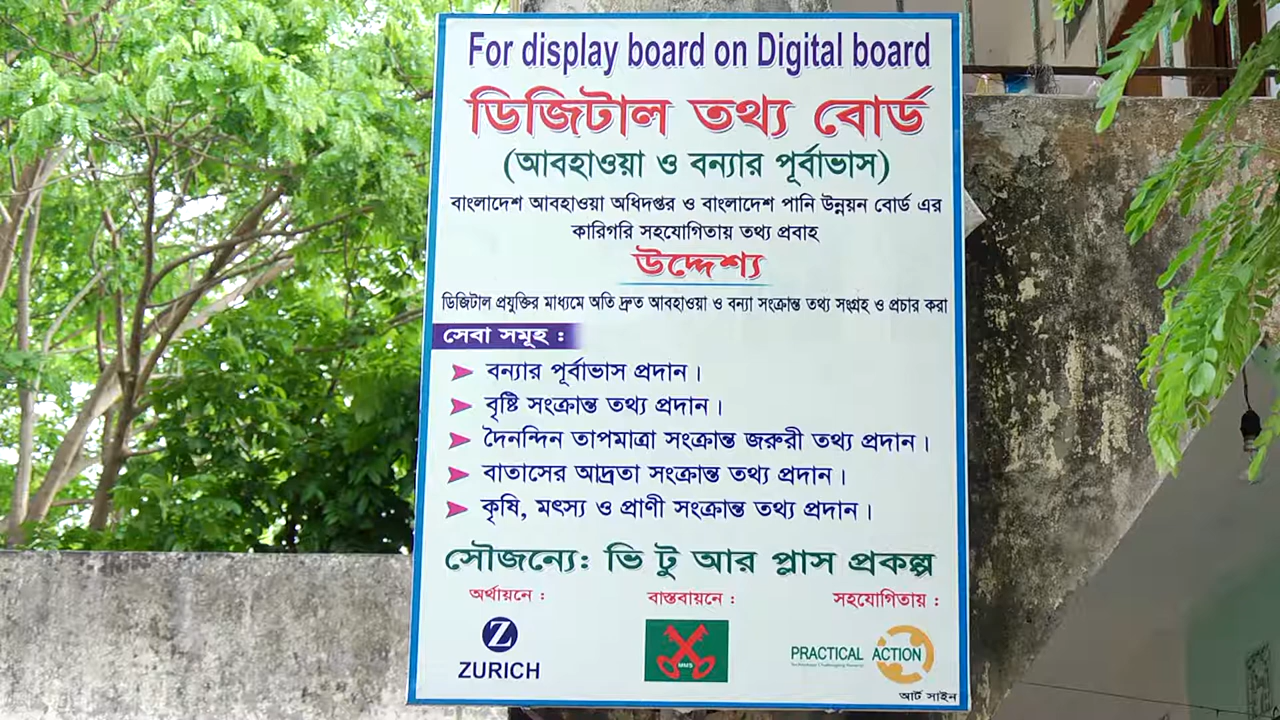 For display board on Digital board
ডিজিটাল তথ্য বোর্ড
(আবহাওয়া ও বন্যার পূর্বাভাস)
বাংলাদেশ আবহাওয়া অধিদপ্তর ও বাংলাদেশ পানি উন্নয়ন বোর্ড এর
কারিগরি সহযোগিতায় তথ্য প্রবাহ
উদ্দেশ্য
ডিজিটাল প্রযুক্তির মাধ্যমে অতি দ্রুত আবহাওয়া ও বন্যা সংক্রান্ত তথ্য সংগ্রহ ও প্রচার করা
সেবা সমূহ :
বন্যার পূর্বাভাস প্রদান।
বৃষ্টি সংক্রান্ত তথ্য প্রদান।
দৈনন্দিন তাপমাত্রা সংক্রান্ত জরুরী তথ্য প্রদান।
বাতাসের আদ্রতা সংক্রান্ত তথ্য প্রদান।
কৃষি, মৎস্য ও প্রাণী সংক্রান্ত তথ্য প্রদান।
সৌজন্যে: ভি টু আর প্লাস প্রকল্প
অর্থায়নে : বাস্তবায়নে : সহযোগিতায় :
Z
ZURICH
MMS
PRACTICAL ACTION
আর্ট সাইন